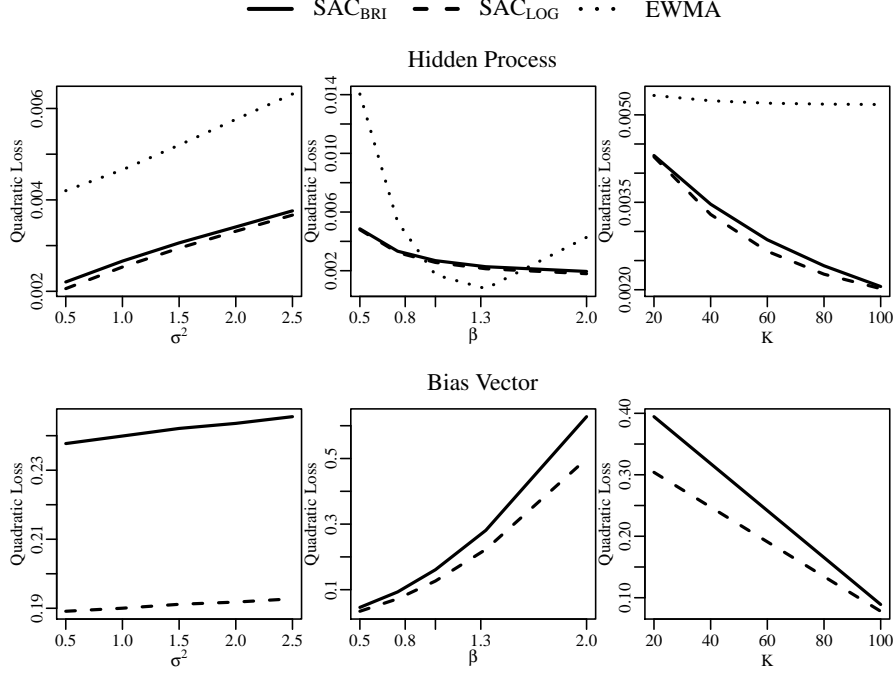 SAC_BRI SAC_LOG EWMA
Hidden Process
Quadratic Loss
0.006
0.004
0.002
0.5 1.0 1.5 2.0 2.5
σ²
Quadratic Loss
0.014
0.010
0.006
0.002
0.5 0.8 1.3 2.0
β
Quadratic Loss
0.0050
0.0035
0.0020
20 40 60 80 100
K
Bias Vector
Quadratic Loss
0.23
0.21
0.19
0.5 1.0 1.5 2.0 2.5
σ²
Quadratic Loss
0.5
0.3
0.1
0.5 0.8 1.3 2.0
β
Quadratic Loss
0.40
0.30
0.20
0.10
20 40 60 80 100
K